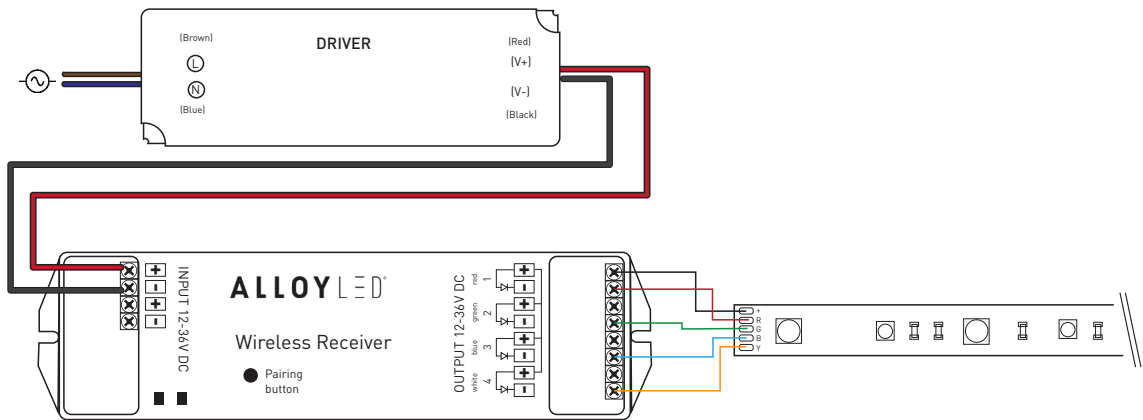 (Brown)
L
N
(Blue)
DRIVER
(Red)
(V+)
(V-)
(Black)
+
-
+
-
INPUT 12-36V DC
ALLOYLED®
Wireless Receiver
Pairing
button
OUTPUT 12-36V DC
1 red
2 green
3 blue
4 white
+
-
+
-
+
-
+
-
+
R
G
B
Y